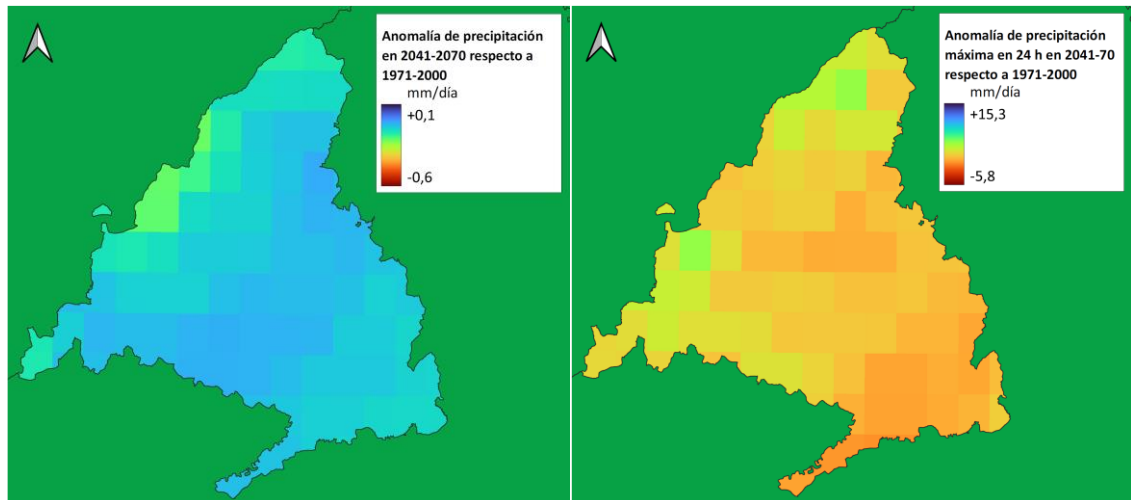 Anomalía de precipitación
en 2041-2070 respecto a
1971-2000
mm/día
+0,1
-0,6
Anomalía de precipitación
máxima en 24 h en 2041-70
respecto a 1971-2000
mm/día
+15,3
-5,8